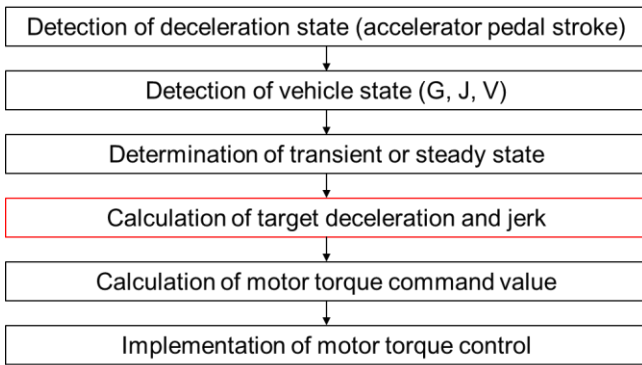 Detection of deceleration state (accelerator pedal stroke)
Detection of vehicle state (G, J, V)
Determination of transient or steady state
Calculation of target deceleration and jerk
Calculation of motor torque command value
Implementation of motor torque control